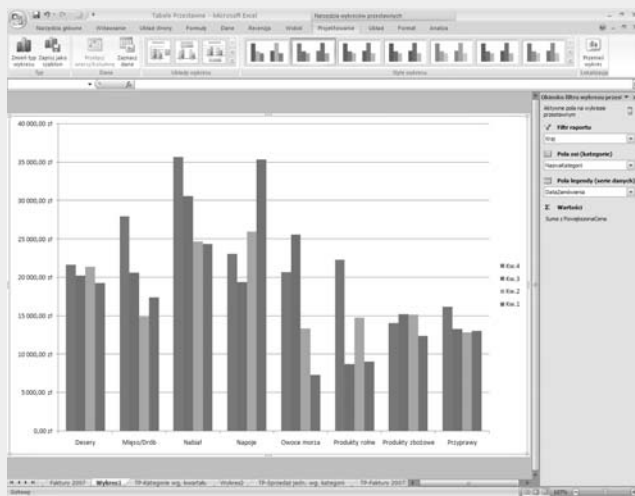 Tabele Przestawne - Microsoft Excel
Narzędzia wykresów przestawnych
Narzędzia główne
Wstawianie
Układ strony
Formuły
Dane
Recenzja
Widok
Projektowanie
Układ
Format
Analiza
Zmień typ wykresu
Zapisz jako szablon
Przełącz wiersz/kolumnę
Zaznacz dane
Przenieś wykres
Typ
Dane
Układy wykresu
Style wykresu
Lokalizacja
Okienko filtru wykresu przest
Aktywne pola na wykresie przestawnym
Filtr raportu
Kraj
Pola osi (kategorie)
NazwaKategorii
Pola legendy (serie danych)
DataZamówienia
Σ Wartości
Suma z PowiększonaCena
40 000,00 zł
35 000,00 zł
30 000,00 zł
25 000,00 zł
20 000,00 zł
15 000,00 zł
10 000,00 zł
5 000,00 zł
0,00 zł
Kw.4
Kw.3
Kw.2
Kw.1
Desery
Mięso/Drób
Nabiał
Napoje
Owoce morza
Produkty rolne
Produkty zbożowe
Przyprawy
Faktury 2007
Wykres1
TP-Kategorie wg. kwartału
Wykres2
TP-Sprzedaż jedn. wg. kategorii
TP-Faktury 2007
Gotowy
107%